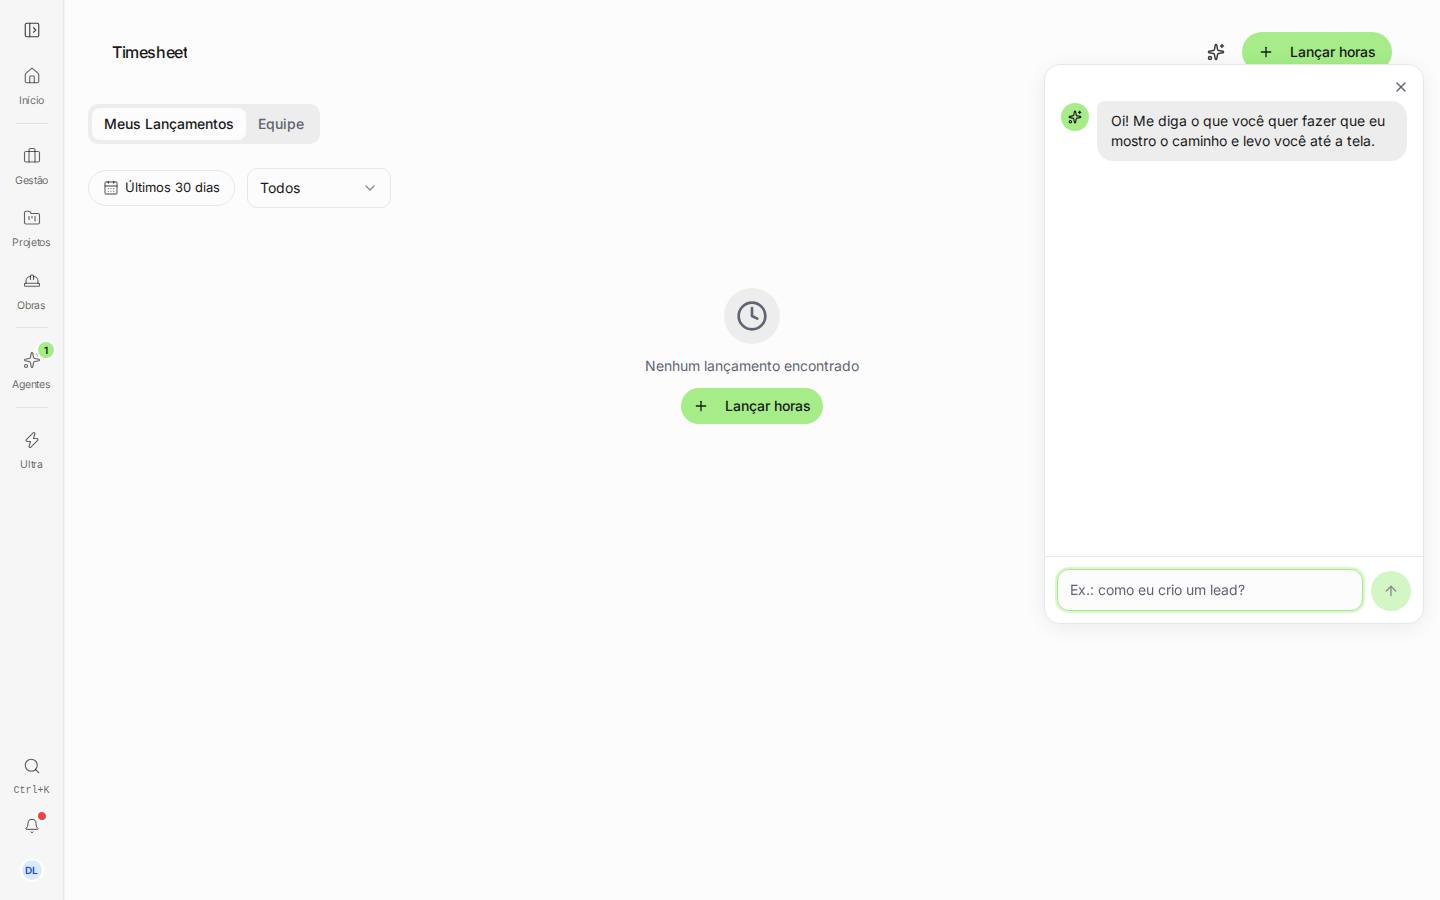 Início
Gestão
Projetos
Obras
1
Agentes
Ultra
Ctrl+K
DL
Timesheet
Lançar horas
Meus Lançamentos
Equipe
Últimos 30 dias
Todos
Nenhum lançamento encontrado
Lançar horas
Oi! Me diga o que você quer fazer que eu
mostro o caminho e levo você até a tela.
Ex.: como eu crio um lead?